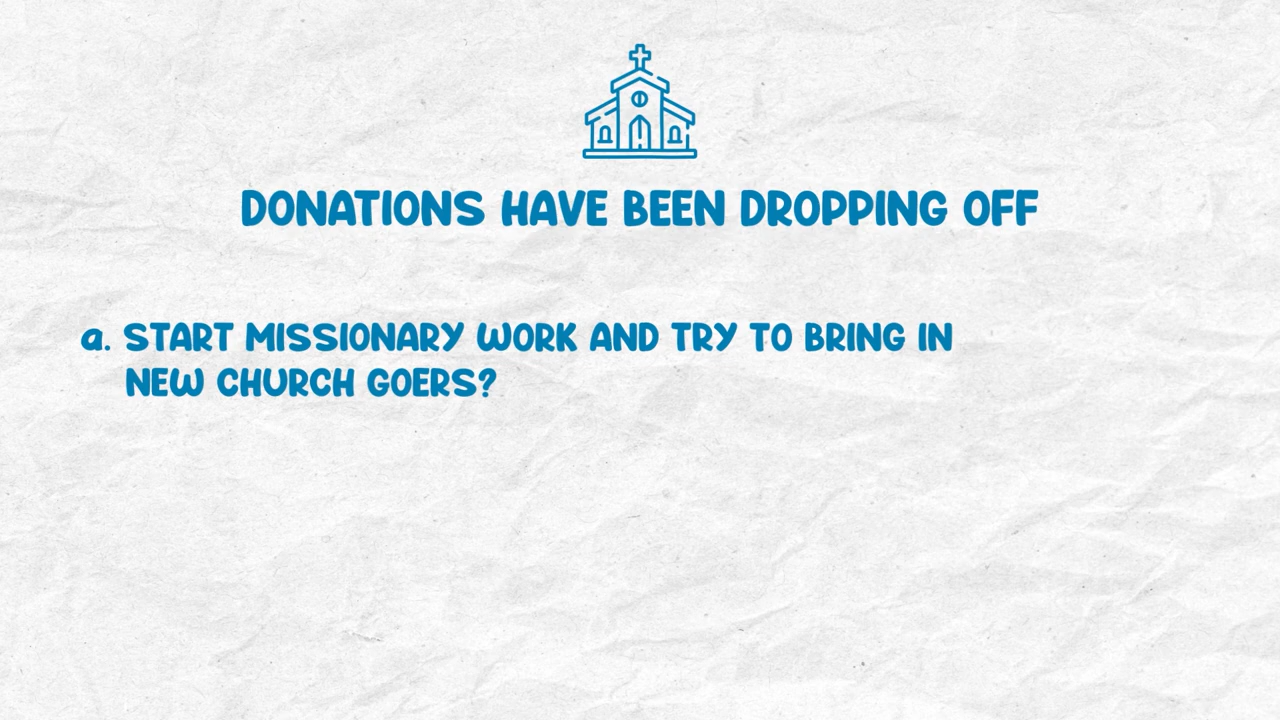 DONATIONS HAVE BEEN DROPPING OFF
a. START MISSIONARY WORK AND TRY TO BRING IN
NEW CHURCH GOERS?